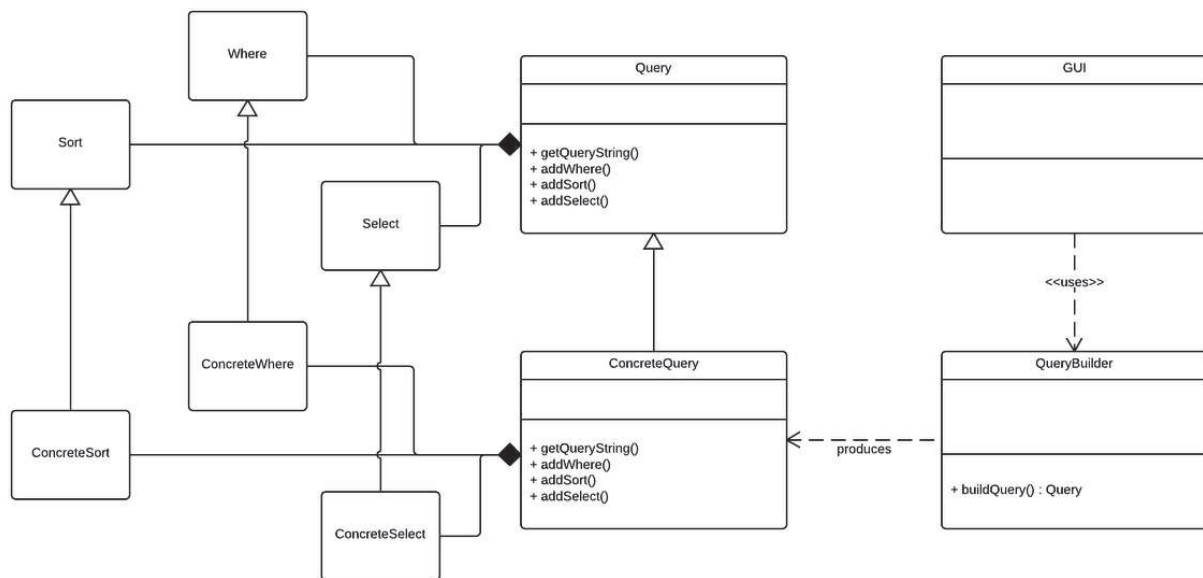 Where
Query
GUI
Sort
+ getQueryString()
+ addWhere()
+ addSort()
+ addSelect()
Select
<<uses>>
ConcreteWhere
ConcreteQuery
QueryBuilder
ConcreteSort
+ getQueryString()
+ addWhere()
+ addSort()
+ addSelect()
produces
+ buildQuery() : Query
ConcreteSelect